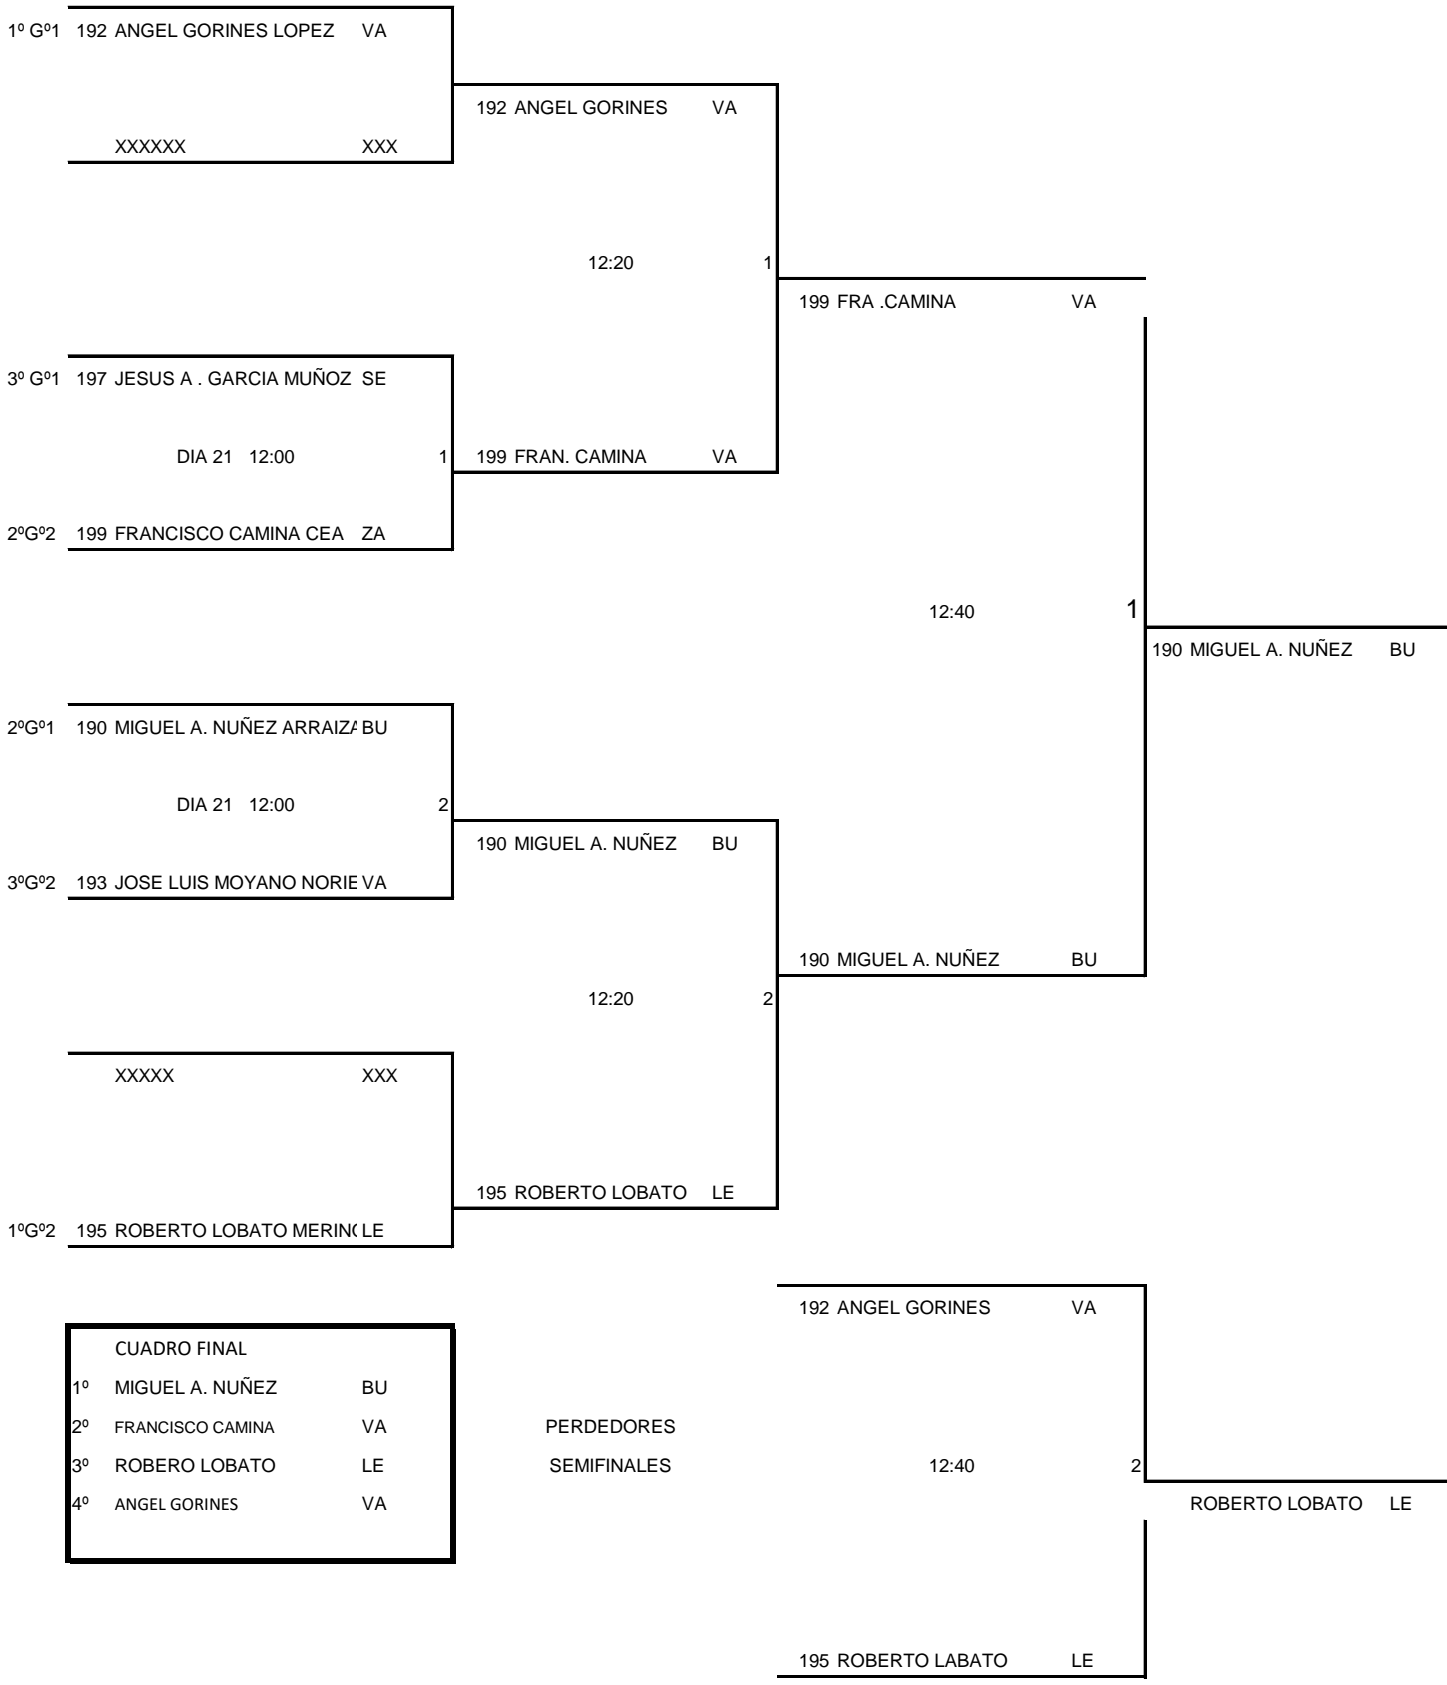 1º Gº1 192 ANGEL GORINES LOPEZ VA
192 ANGEL GORINES VA
XXXXXX XXX
12:20 1
199 FRA .CAMINA VA
3º Gº1 197 JESUS A . GARCIA MUÑOZ SE
DIA 21 12:00 1 199 FRAN. CAMINA VA
2ºGº2 199 FRANCISCO CAMINA CEA ZA
12:40 1
190 MIGUEL A. NUÑEZ BU
2ºGº1 190 MIGUEL A. NUÑEZ ARRAIZA BU
DIA 21 12:00 2
190 MIGUEL A. NUÑEZ BU
3ºGº2 193 JOSE LUIS MOYANO NORIE VA
190 MIGUEL A. NUÑEZ BU
12:20 2
XXXXX XXX
195 ROBERTO LOBATO LE
1ºGº2 195 ROBERTO LOBATO MERINO LE
192 ANGEL GORINES VA
CUADRO FINAL
1º MIGUEL A. NUÑEZ BU
2º FRANCISCO CAMINA VA PERDEDORES
3º ROBERO LOBATO LE SEMIFINALES 12:40 2
4º ANGEL GORINES VA ROBERTO LOBATO LE
195 ROBERTO LABATO LE